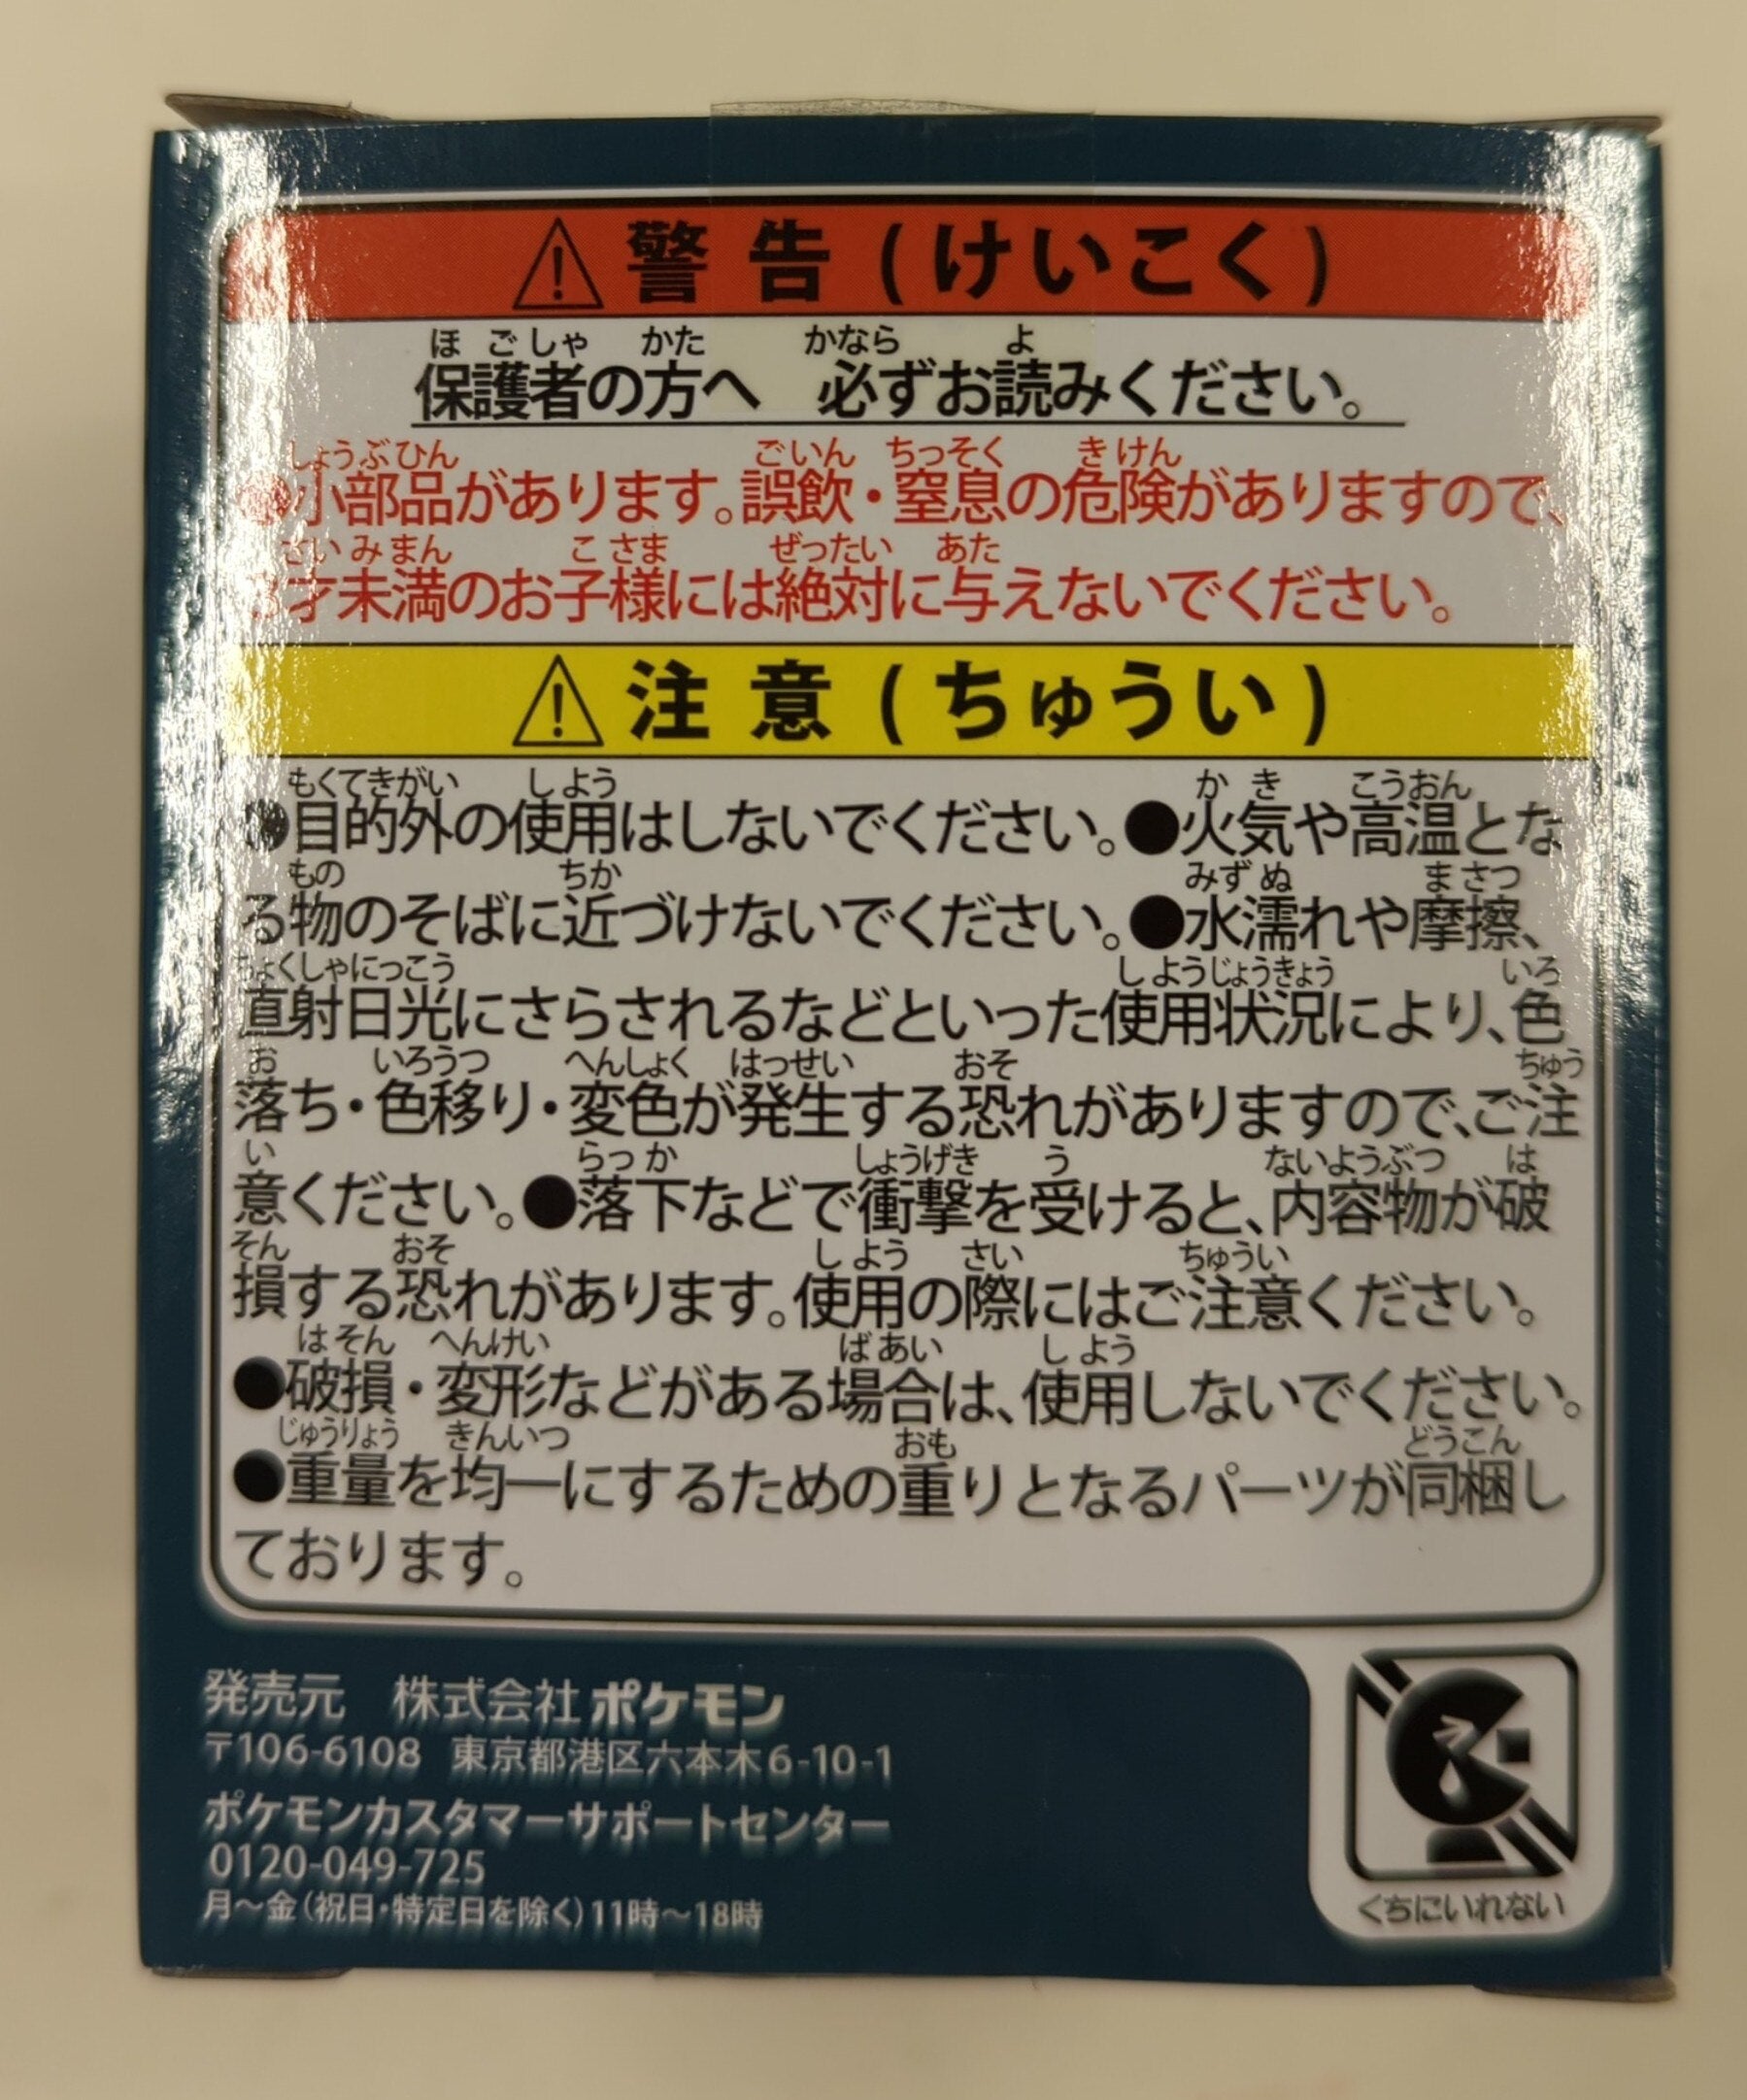 警告(けいこく)
ほごしゃ かた かなら よ
保護者の方へ 必ずお読みください。
しょうぶひん ごいん ちっそく きけん
●小部品があります。誤飲・窒息の危険がありますので、
さいみまん こさま ぜったい あた
3才未満のお子様には絶対に与えないでください。
注意(ちゅうい)
もくてきがい しよう かき こうおん
●目的外の使用はしないでください。●火気や高温とな
もの ちか みずぬ まさつ
る物のそばに近づけないでください。●水濡れや摩擦、
ちょくしゃにっこう しようじょうきょう いろ
直射日光にさらされるなどといった使用状況により、色
お いろうつ へんしょく はっせい おそ ちゅう
落ち・色移り・変色が発生する恐れがありますので、ご注
い らっか しょうげき う ないようぶつ は
意ください。●落下などで衝撃を受けると、内容物が破
そん おそ しよう さい ちゅうい
損する恐れがあります。使用の際にはご注意ください。
はそん へんけい ばあい しよう
●破損・変形などがある場合は、使用しないでください。
じゅうりょう きんいつ おも どうこん
●重量を均一にするための重りとなるパーツが同梱し
ております。
発売元 株式会社ポケモン
〒106-6108 東京都港区六本木6-10-1
ポケモンカスタマーサポートセンター
0120-049-725
月～金(祝日・特定日を除く)11時～18時
くちにいれない